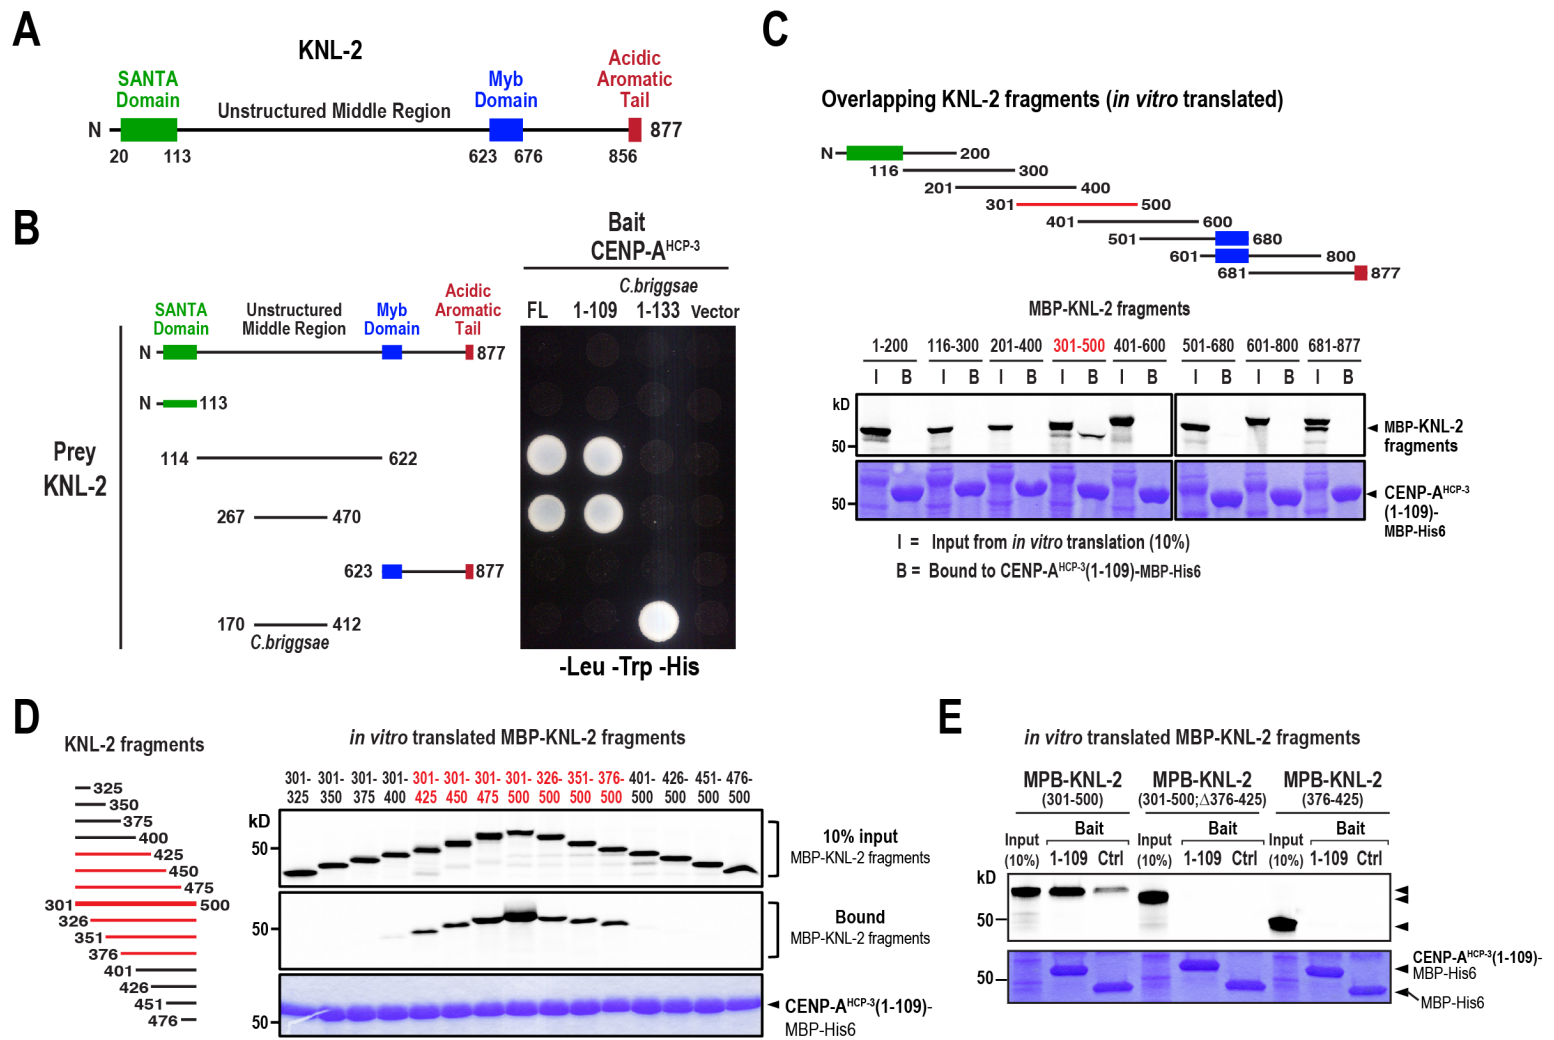 A
KNL-2
SANTA
Domain
Unstructured Middle Region
Myb
Domain
Acidic
Aromatic
Tail
N
877
20
113
623
676
856
B
Bait
CENP-A^HCP-3
C.briggsae
FL
1-109
1-133
Vector
SANTA
Domain
Unstructured
Middle Region
Myb
Domain
Acidic
Aromatic
Tail
N
877
N
113
Prey
KNL-2
114
622
267
470
623
877
170
412
C.briggsae
-Leu -Trp -His
C
Overlapping KNL-2 fragments (in vitro translated)
N
200
116
300
201
400
301
500
401
600
501
680
601
800
681
877
MBP-KNL-2 fragments
1-200 116-300 201-400 301-500 401-600 501-680 601-800 681-877
I B I B I B I B I B I B I B I B
kD
50
MBP-KNL-2
fragments
50
CENP-A^HCP-3
(1-109)-
MBP-His6
I = Input from in vitro translation (10%)
B = Bound to CENP-A^HCP-3(1-109)-MBP-His6
D
KNL-2 fragments
325
350
375
400
425
450
475
301
500
326
351
376
401
426
451
476
in vitro translated MBP-KNL-2 fragments
301- 301- 301- 301- 301- 301- 301- 301- 326- 351- 376- 401- 426- 451- 476-
325 350 375 400 425 450 475 500 500 500 500 500 500 500 500
kD
50
10% input
MBP-KNL-2 fragments
50
Bound
MBP-KNL-2 fragments
50
CENP-A^HCP-3(1-109)-
MBP-His6
E
in vitro translated MBP-KNL-2 fragments
MPB-KNL-2 MPB-KNL-2 MPB-KNL-2
(301-500) (301-500;Δ376-425) (376-425)
Input Bait Input Bait Input Bait
(10%) 1-109 Ctrl (10%) 1-109 Ctrl (10%) 1-109 Ctrl
kD
50
50
CENP-A^HCP-3(1-109)-
MBP-His6
MBP-His6